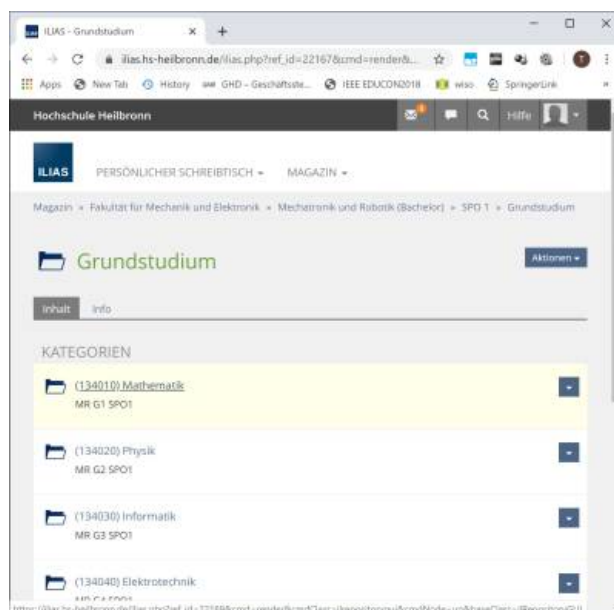 ILIAS - Grundstudium
ilias.hs-heilbronn.de/ilias.php?ref_id=22167&cmd=render&...
Apps New Tab History GHD - Geschäftsste... IEEE EDUCON2018 wiso SpringerLink
Hochschule Heilbronn Hilfe
ILIAS PERSÖNLICHER SCHREIBTISCH MAGAZIN
Magazin » Fakultät für Mechanik und Elektronik » Mechatronik und Robotik (Bachelor) » SPO 1 » Grundstudium
Grundstudium Aktionen
Inhalt Info
KATEGORIEN
(134010) Mathematik
MR G1 SPO1
(134020) Physik
MR G2 SPO1
(134030) Informatik
MR G3 SPO1
(134040) Elektrotechnik
MR G4 SPO1